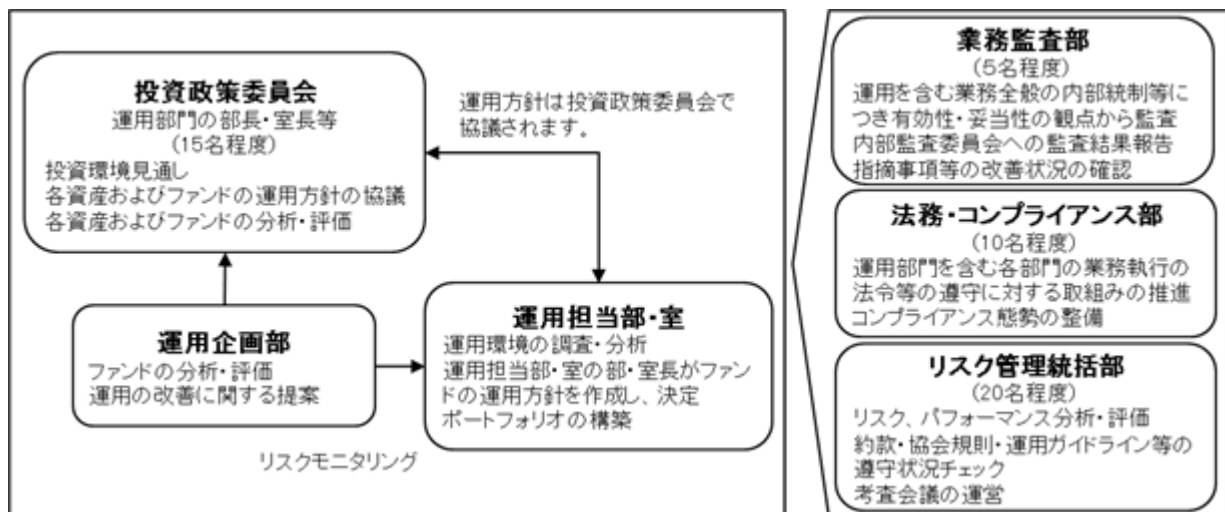 投資政策委員会
運用部門の部長・室長等
(15名程度)
投資環境見通し
各資産およびファンドの運用方針の協議
各資産およびファンドの分析・評価
運用方針は投資政策委員会で
協議されます。
運用企画部
ファンドの分析・評価
運用の改善に関する提案
運用担当部・室
運用環境の調査・分析
運用担当部・室の部・室長がファン
ドの運用方針を作成し、決定
ポートフォリオの構築
リスクモニタリング
業務監査部
(5名程度)
運用を含む業務全般の内部統制等に
つき有効性・妥当性の観点から監査
内部監査委員会への監査結果報告
指摘事項等の改善状況の確認
法務・コンプライアンス部
(10名程度)
運用部門を含む各部門の業務執行の
法令等の遵守に対する取組みの推進
コンプライアンス態勢の整備
リスク管理統括部
(20名程度)
リスク、パフォーマンス分析・評価
約款・協会規則・運用ガイドライン等の
遵守状況チェック
考査会議の運営